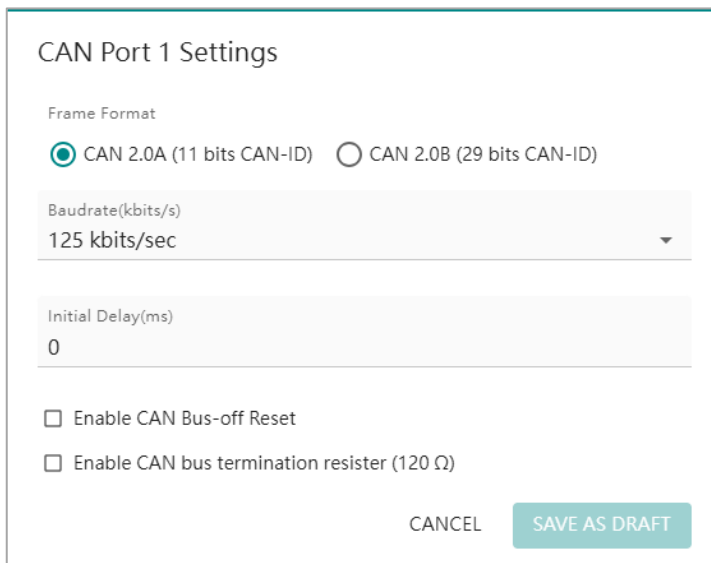 CAN Port 1 Settings
Frame Format
CAN 2.0A (11 bits CAN-ID) CAN 2.0B (29 bits CAN-ID)
Baudrate(kbits/s)
125 kbits/sec
Initial Delay(ms)
0
Enable CAN Bus-off Reset
Enable CAN bus termination resister (120 Ω)
CANCEL SAVE AS DRAFT